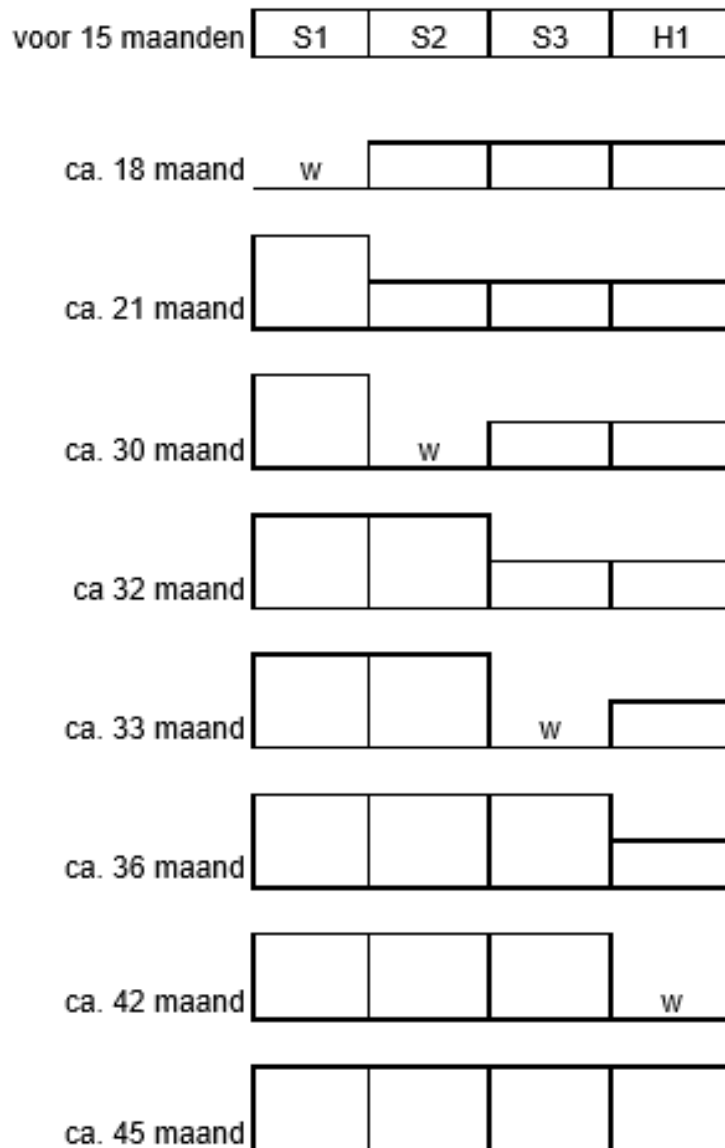 voor 15 maanden S1 S2 S3 H1
ca. 18 maand w
ca. 21 maand
ca. 30 maand w
ca 32 maand
ca. 33 maand w
ca. 36 maand
ca. 42 maand w
ca. 45 maand